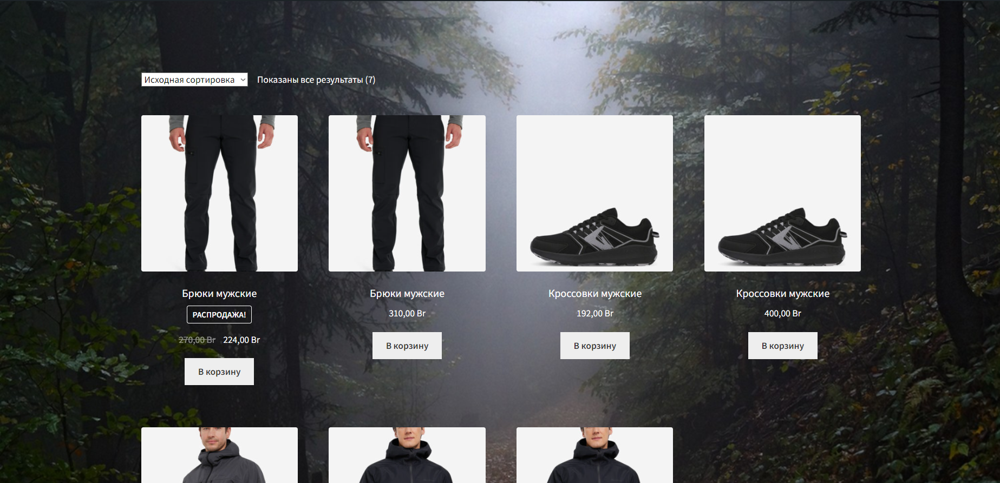 Исходная сортировка Показаны все результаты (7)
Брюки мужские
РАСПРОДАЖА!
270,00 Br 224,00 Br
В корзину
Брюки мужские
310,00 Br
В корзину
Кроссовки мужские
192,00 Br
В корзину
Кроссовки мужские
400,00 Br
В корзину